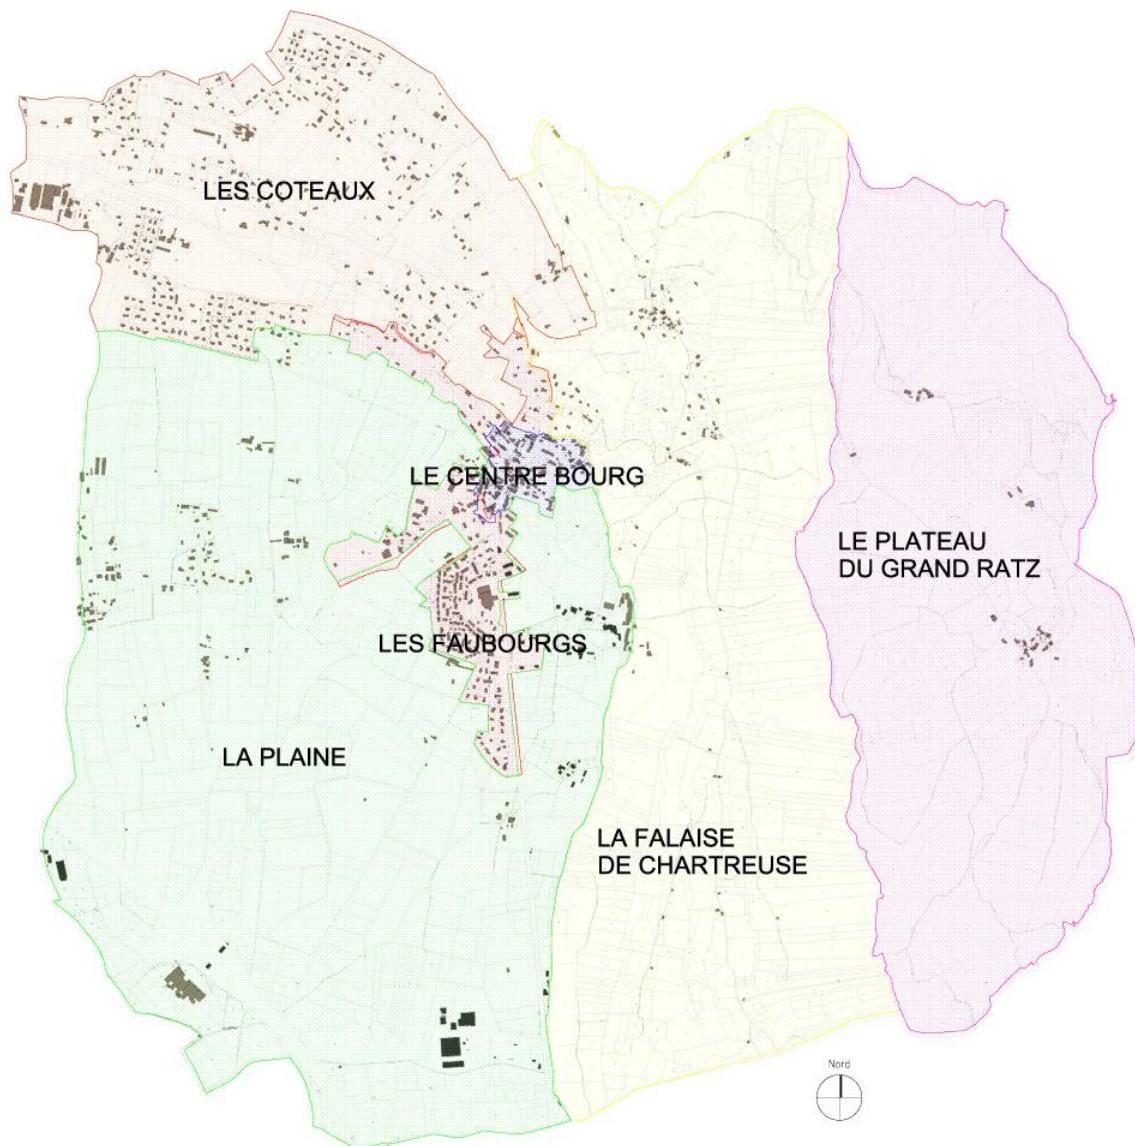 LES COTEAUX
LE CENTRE BOURG
LE PLATEAU
DU GRAND RATZ
LES FAUBOURGS
LA PLAINE
LA FALAISE
DE CHARTREUSE
Nord